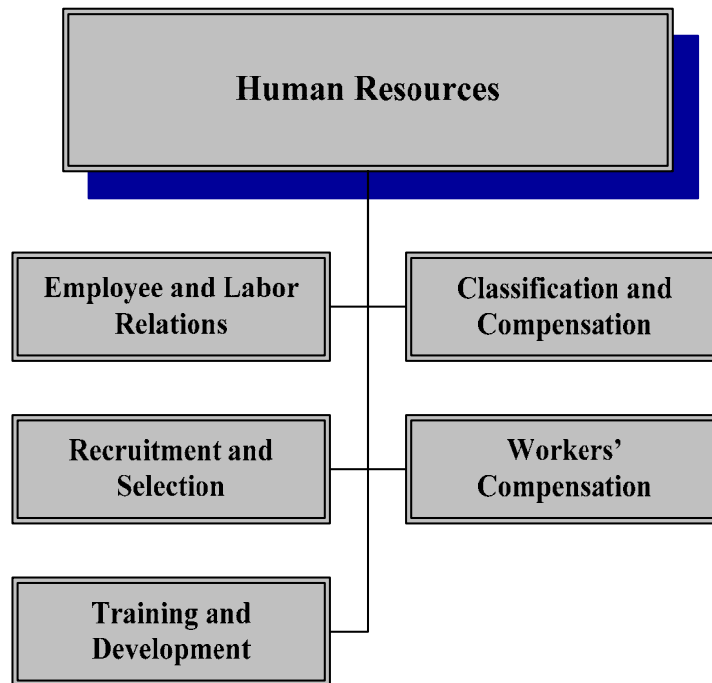 Human Resources
Employee and Labor
Relations
Classification and
Compensation
Recruitment and
Selection
Workers’
Compensation
Training and
Development